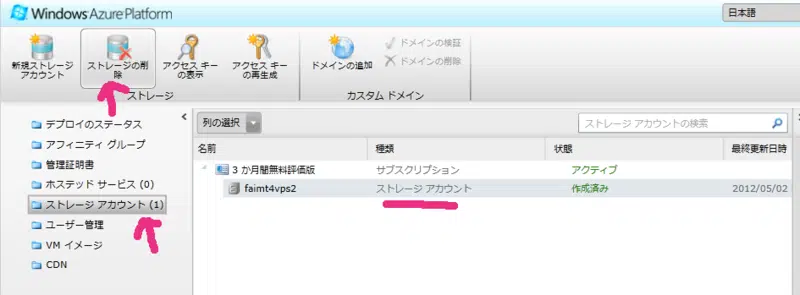 Windows Azure Platform
日本語
新規ストレージ
アカウント
ストレージの削
除
アクセス キー
の表示
アクセス キー
の再生成
ドメインの追加
ドメインの検証
ドメインの削除
ストレージ
カスタム ドメイン
デプロイのステータス
アフィニティ グループ
管理証明書
ホステッド サービス (0)
ストレージ アカウント (1)
ユーザー管理
VM イメージ
CDN
列の選択
ストレージ アカウントの検索
名前 種類 状態 最終更新日時
3 か月間無料評価版 サブスクリプション アクティブ
faimt4vps2 ストレージ アカウント 作成済み 2012/05/02